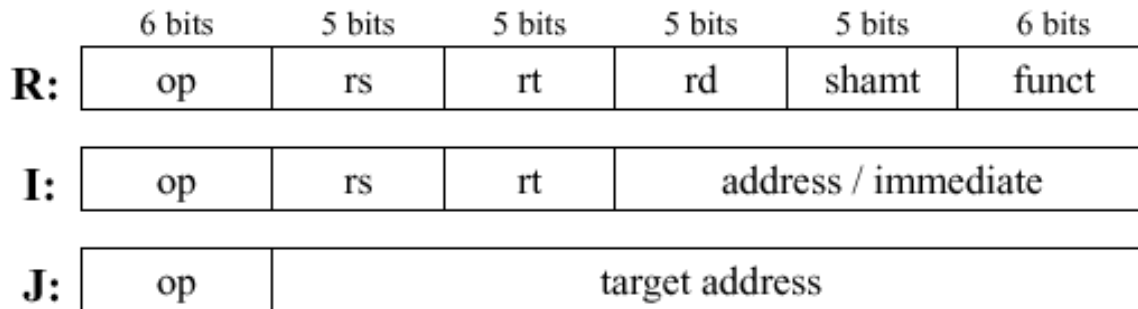 6 bits 5 bits 5 bits 5 bits 5 bits 6 bits
R: op rs rt rd shamt funct
I: op rs rt address / immediate
J: op target address